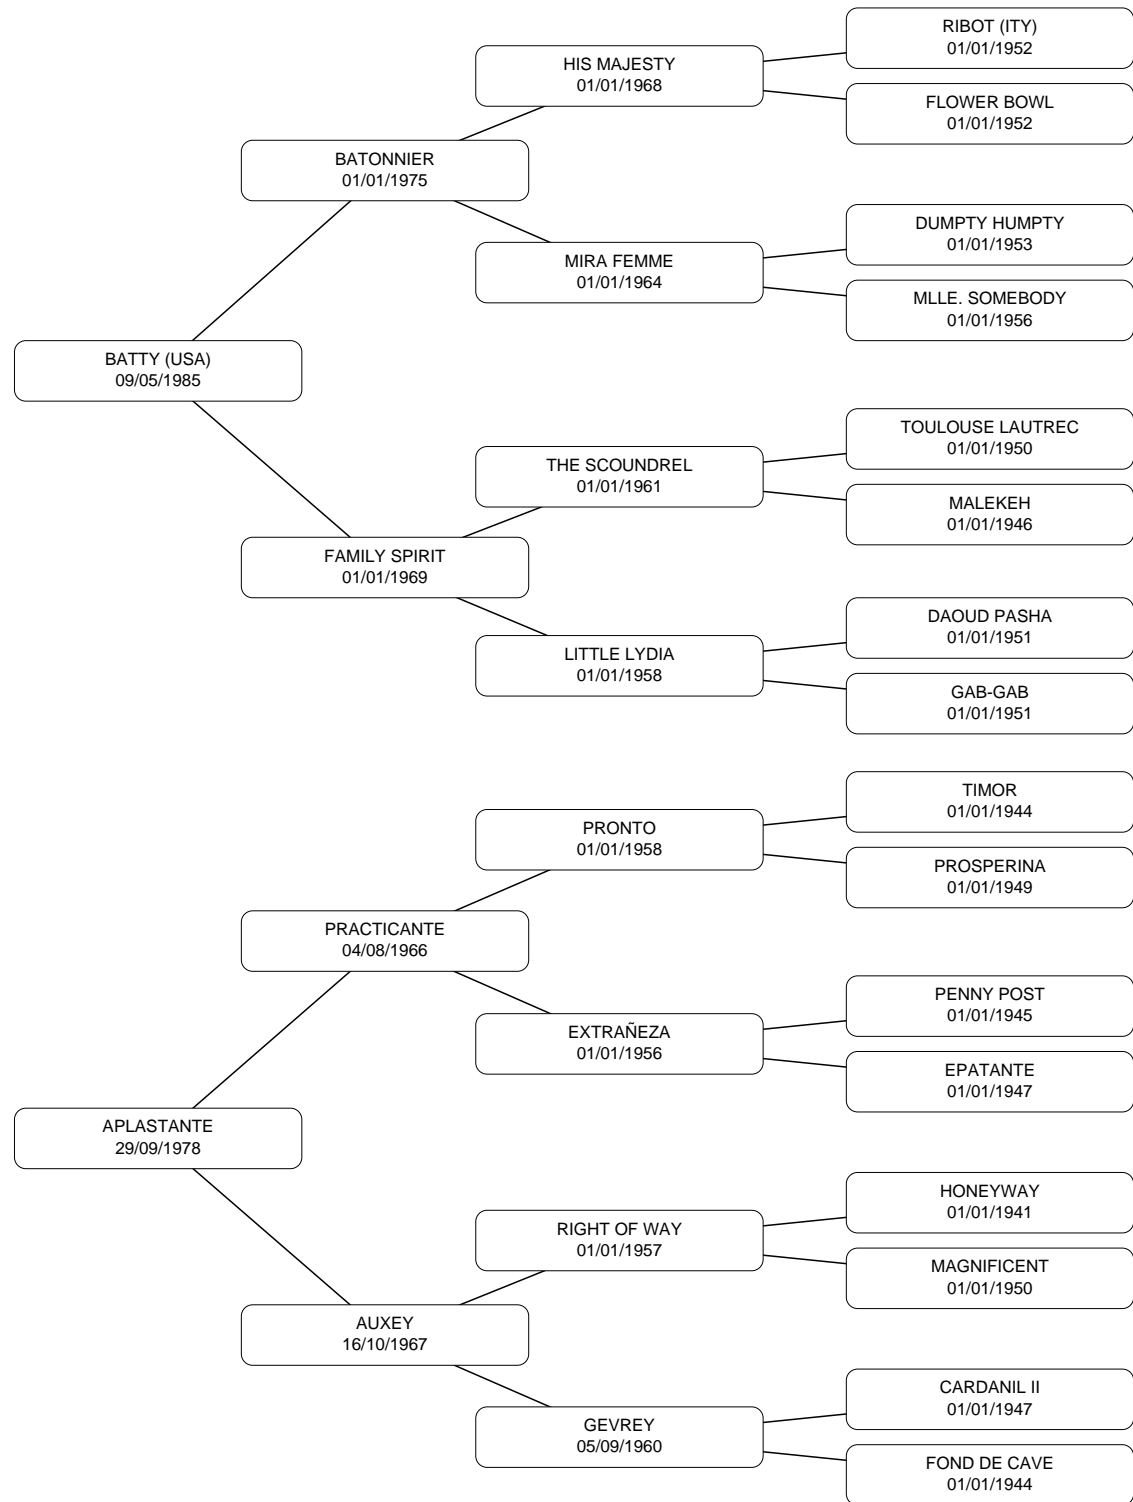 RIBOT (ITY)
01/01/1952
HIS MAJESTY
01/01/1968
FLOWER BOWL
01/01/1952
BATONNIER
01/01/1975
DUMPTY HUMPTY
01/01/1953
MIRA FEMME
01/01/1964
MLLE. SOMEBODY
01/01/1956
BATTY (USA)
09/05/1985
TOULOUSE LAUTREC
01/01/1950
THE SCOUNDREL
01/01/1961
MALEKEH
01/01/1946
FAMILY SPIRIT
01/01/1969
DAOUD PASHA
01/01/1951
LITTLE LYDIA
01/01/1958
GAB-GAB
01/01/1951
TIMOR
01/01/1944
PRONTO
01/01/1958
PROSPERINA
01/01/1949
PRACTICANTE
04/08/1966
PENNY POST
01/01/1945
EXTRAÑEZA
01/01/1956
EPATANTE
01/01/1947
APLASTANTE
29/09/1978
HONEYWAY
01/01/1941
RIGHT OF WAY
01/01/1957
MAGNIFICENT
01/01/1950
AUXEY
16/10/1967
CARDANIL II
01/01/1947
GEVREY
05/09/1960
FOND DE CAVE
01/01/1944